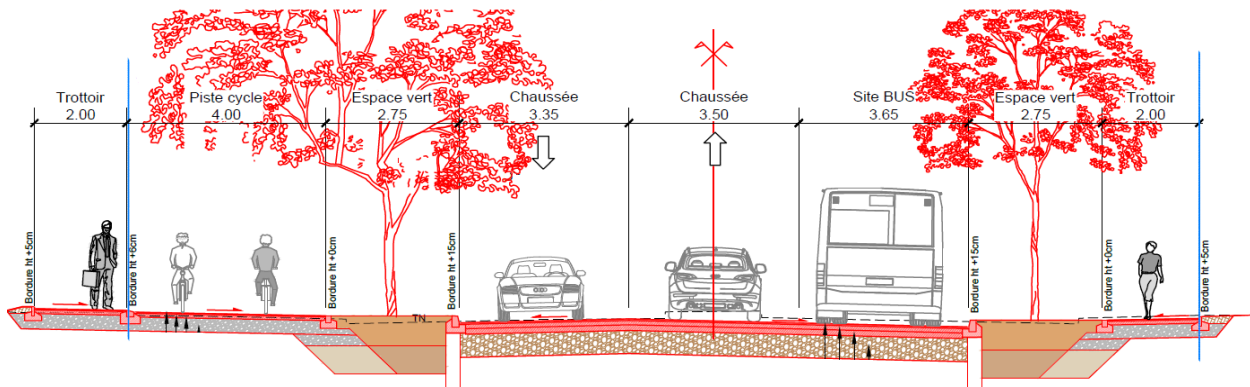 Trottoir
2.00
Piste cycle
4.00
Espace vert
2.75
Chaussée
3.35
Chaussée
3.50
Site BUS
3.65
Espace vert
2.75
Trottoir
2.00
Bordure ht +5cm
Bordure ht +6cm
Bordure ht +0cm
Bordure ht +15cm
Bordure ht +15cm
Bordure ht +0cm
Bordure ht +5cm
TN